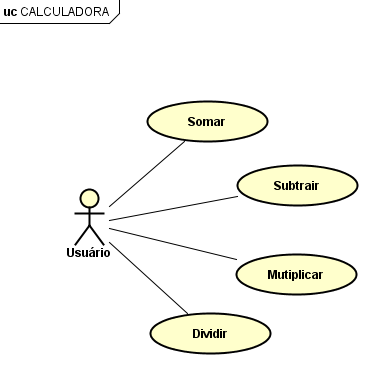 uc CALCULADORA
Somar
Subtrair
Usuário
Mutiplicar
Dividir